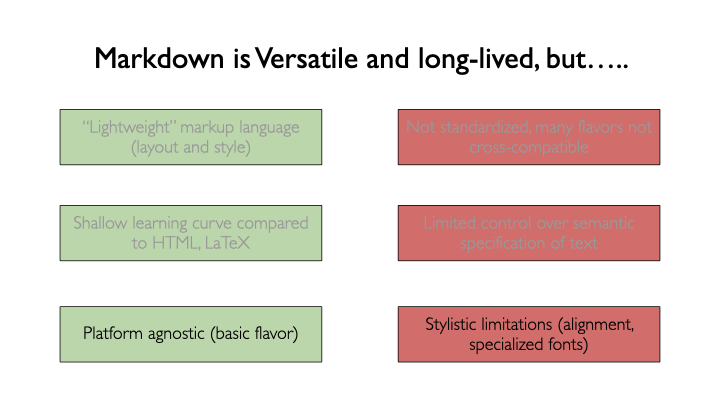 Markdown is Versatile and long-lived, but…..
“Lightweight” markup language
(layout and style)
Not standardized, many flavors not
cross-compatible
Shallow learning curve compared
to HTML, LaTeX
Limited control over semantic
specification of text
Platform agnostic (basic flavor)
Stylistic limitations (alignment,
specialized fonts)